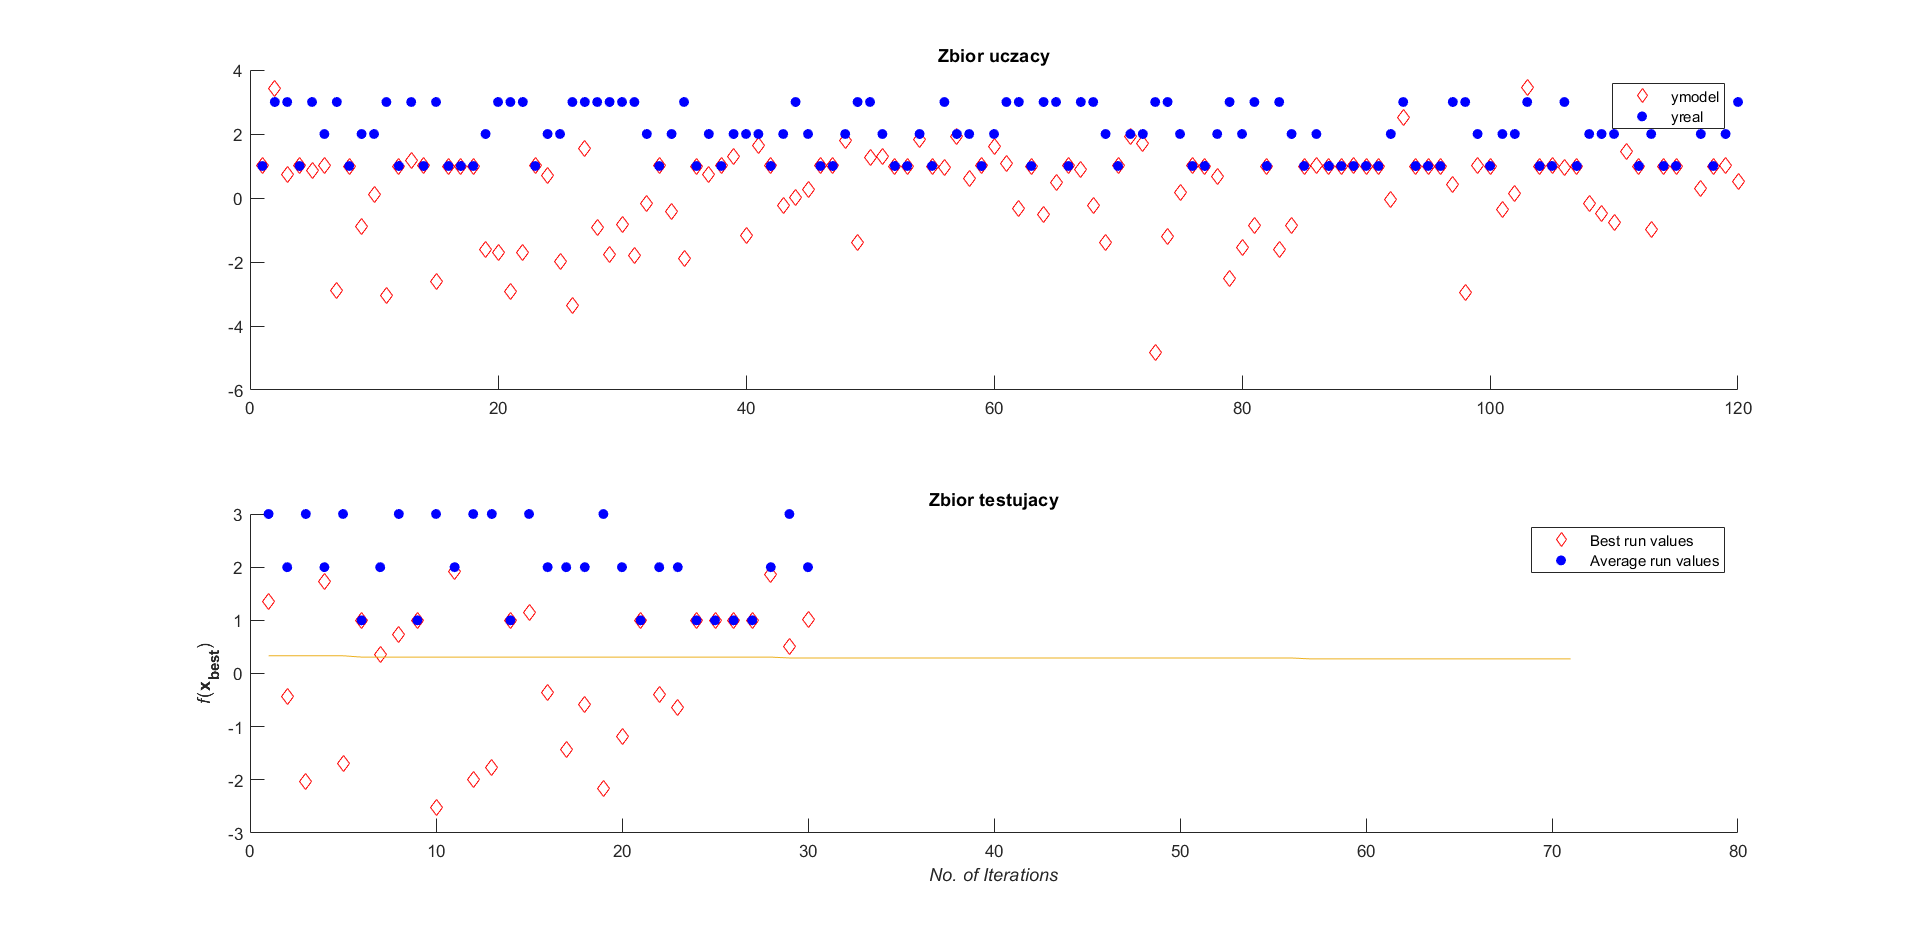 Zbior uczacy
4
2
0
-2
-4
-6
0 20 40 60 80 100 120
ymodel
yreal
Zbior testujacy
3
2
1
0
-1
-2
-3
0 10 20 30 40 50 60 70 80
f(x_best)
No. of Iterations
Best run values
Average run values